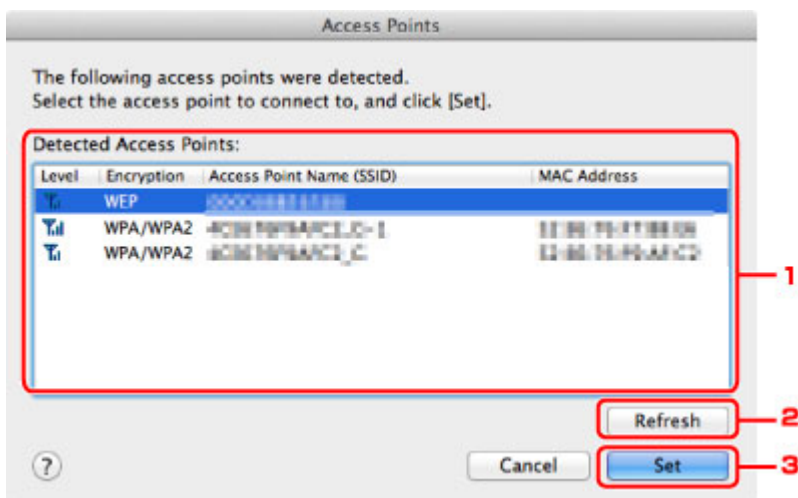 Access Points
The following access points were detected.
Select the access point to connect to, and click [Set].
Detected Access Points:
Level Encryption Access Point Name (SSID) MAC Address
WEP
WPA/WPA2
WPA/WPA2
1
Refresh 2
? Cancel Set 3